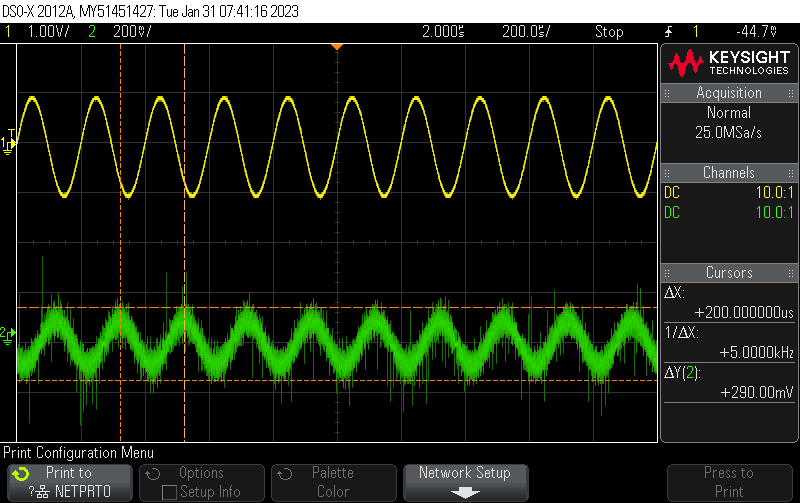 DSO-X 2012A, MY51451427: Tue Jan 31 07:41:16 2023
1 1.00V/ 2 200mV/ 2.000s 200.0s/ Stop 1 -44.7V
KEYSIGHT
TECHNOLOGIES
Acquisition
Normal
25.0MSa/s
Channels
DC 10.0:1
DC 10.0:1
Cursors
ΔX:
+200.000000us
1/ΔX:
+5.0000kHz
ΔY(2):
+290.00mV
T
1
2
Print Configuration Menu
Print to
? NETPRT0
Options
Setup Info
Palette
Color
Network Setup
Press to
Print